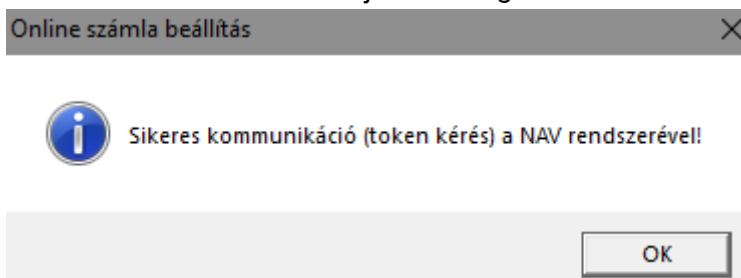 Online számla beállítás
Sikeres kommunikáció (token kérés) a NAV rendszerével!
OK